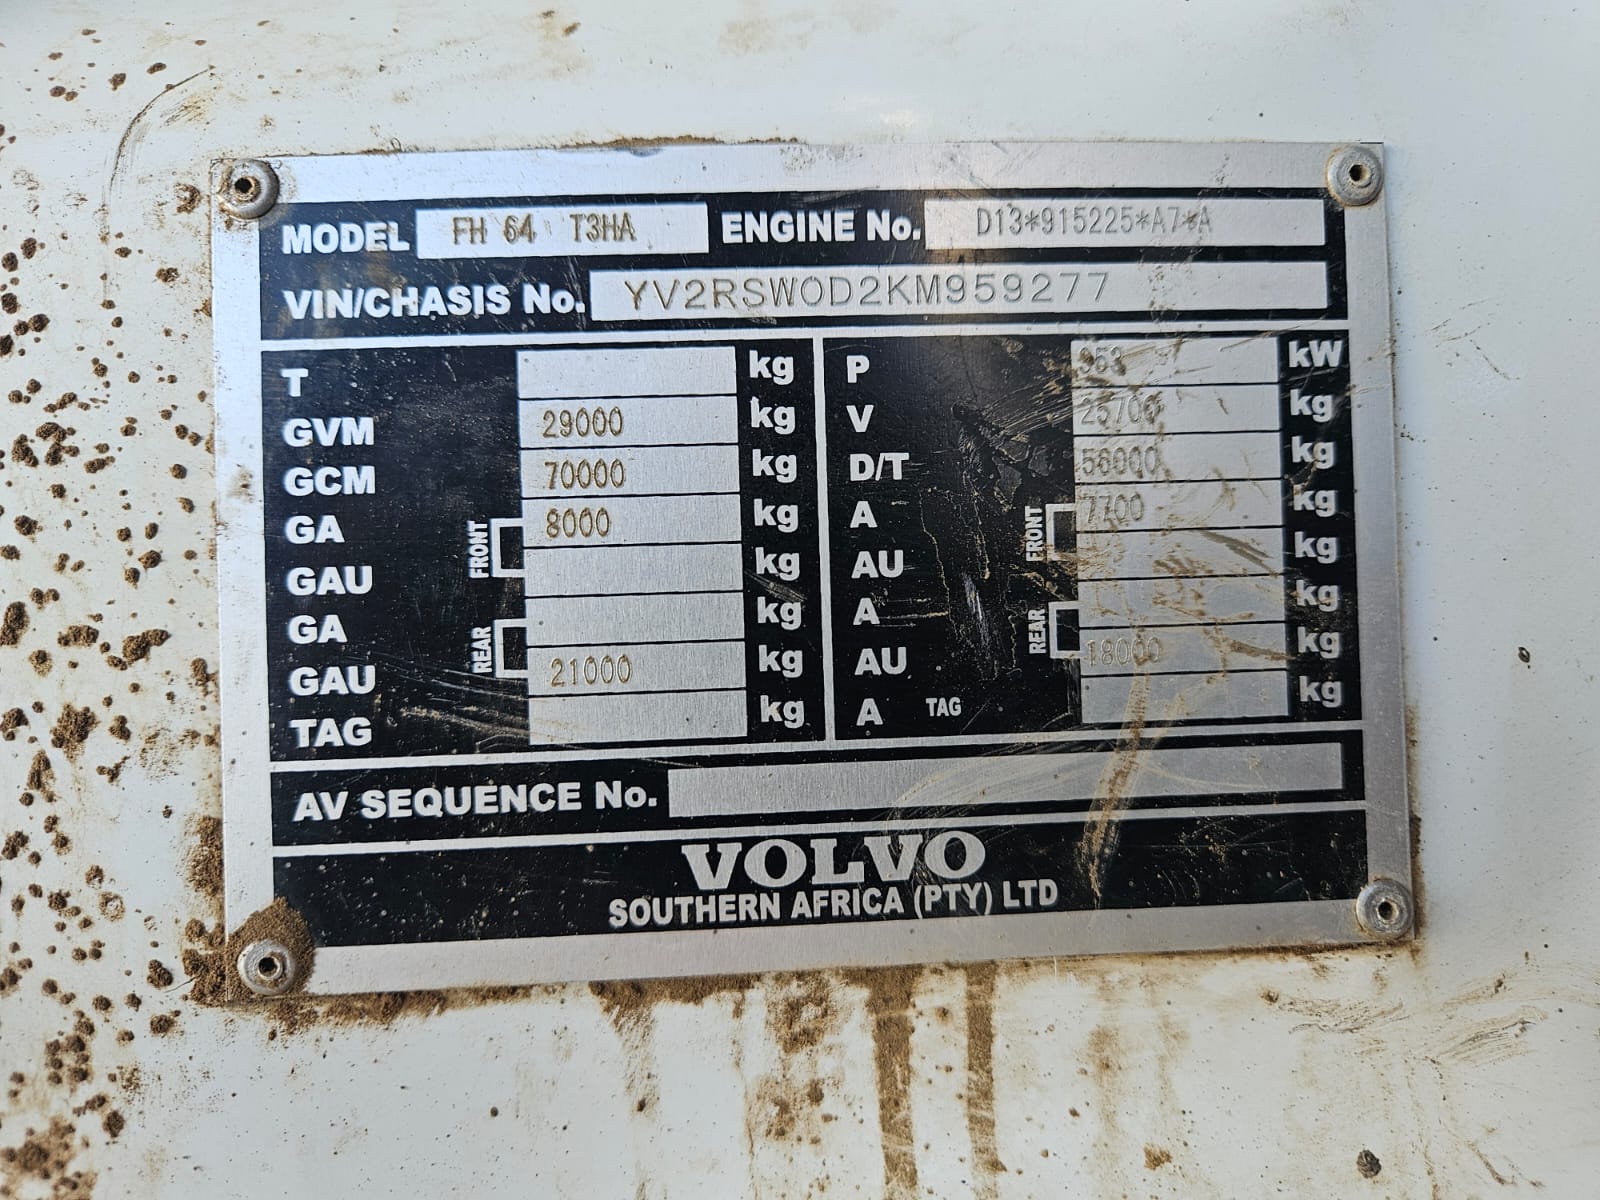 MODEL FH 64 T3HA ENGINE No. D13*915225*A7*A
VIN/CHASIS No. YV2RSW0D2KM959277
T kg P 353 kW
GVM 29000 kg V 25700 kg
GCM 70000 kg D/T 56000 kg
GA FRONT 8000 kg A FRONT 7700 kg
GAU kg AU kg
GA REAR kg A REAR kg
GAU 21000 kg AU 18000 kg
TAG kg A TAG kg
AV SEQUENCE No.
VOLVO
SOUTHERN AFRICA (PTY) LTD